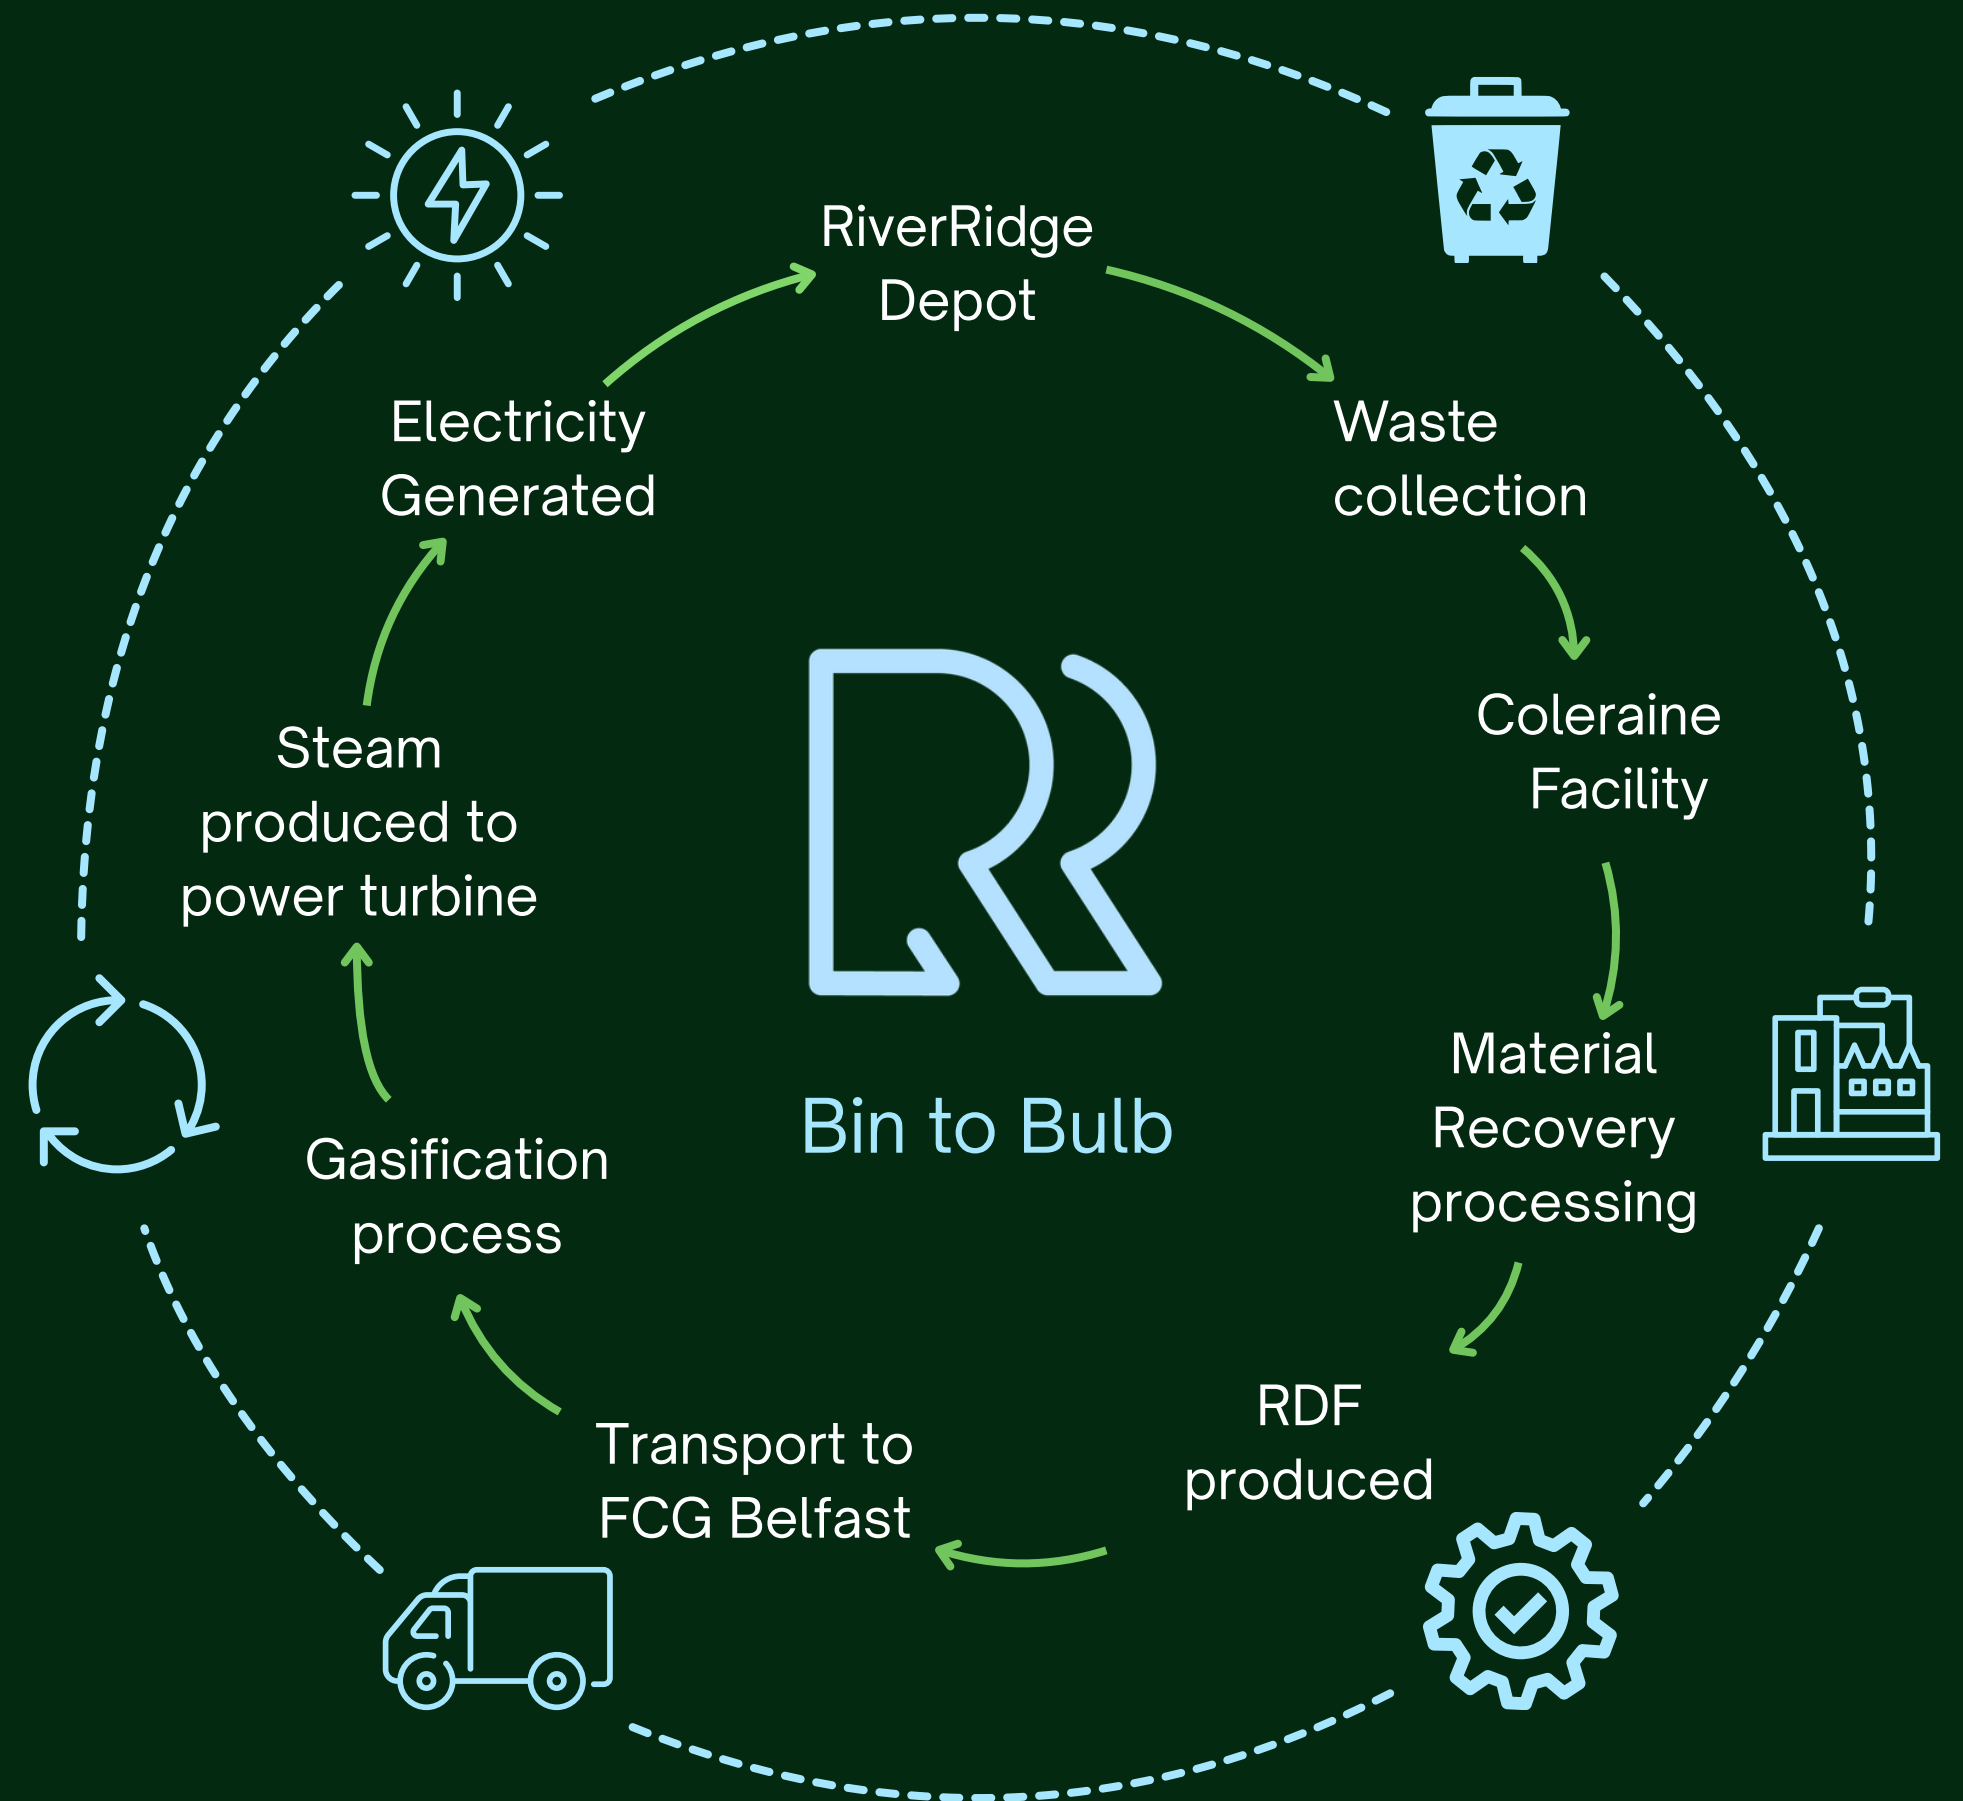 RiverRidge
Depot
Waste
collection
Coleraine
Facility
Material
Recovery
processing
RDF
produced
Transport to
FCG Belfast
Gasification
process
Steam
produced to
power turbine
Electricity
Generated
Bin to Bulb